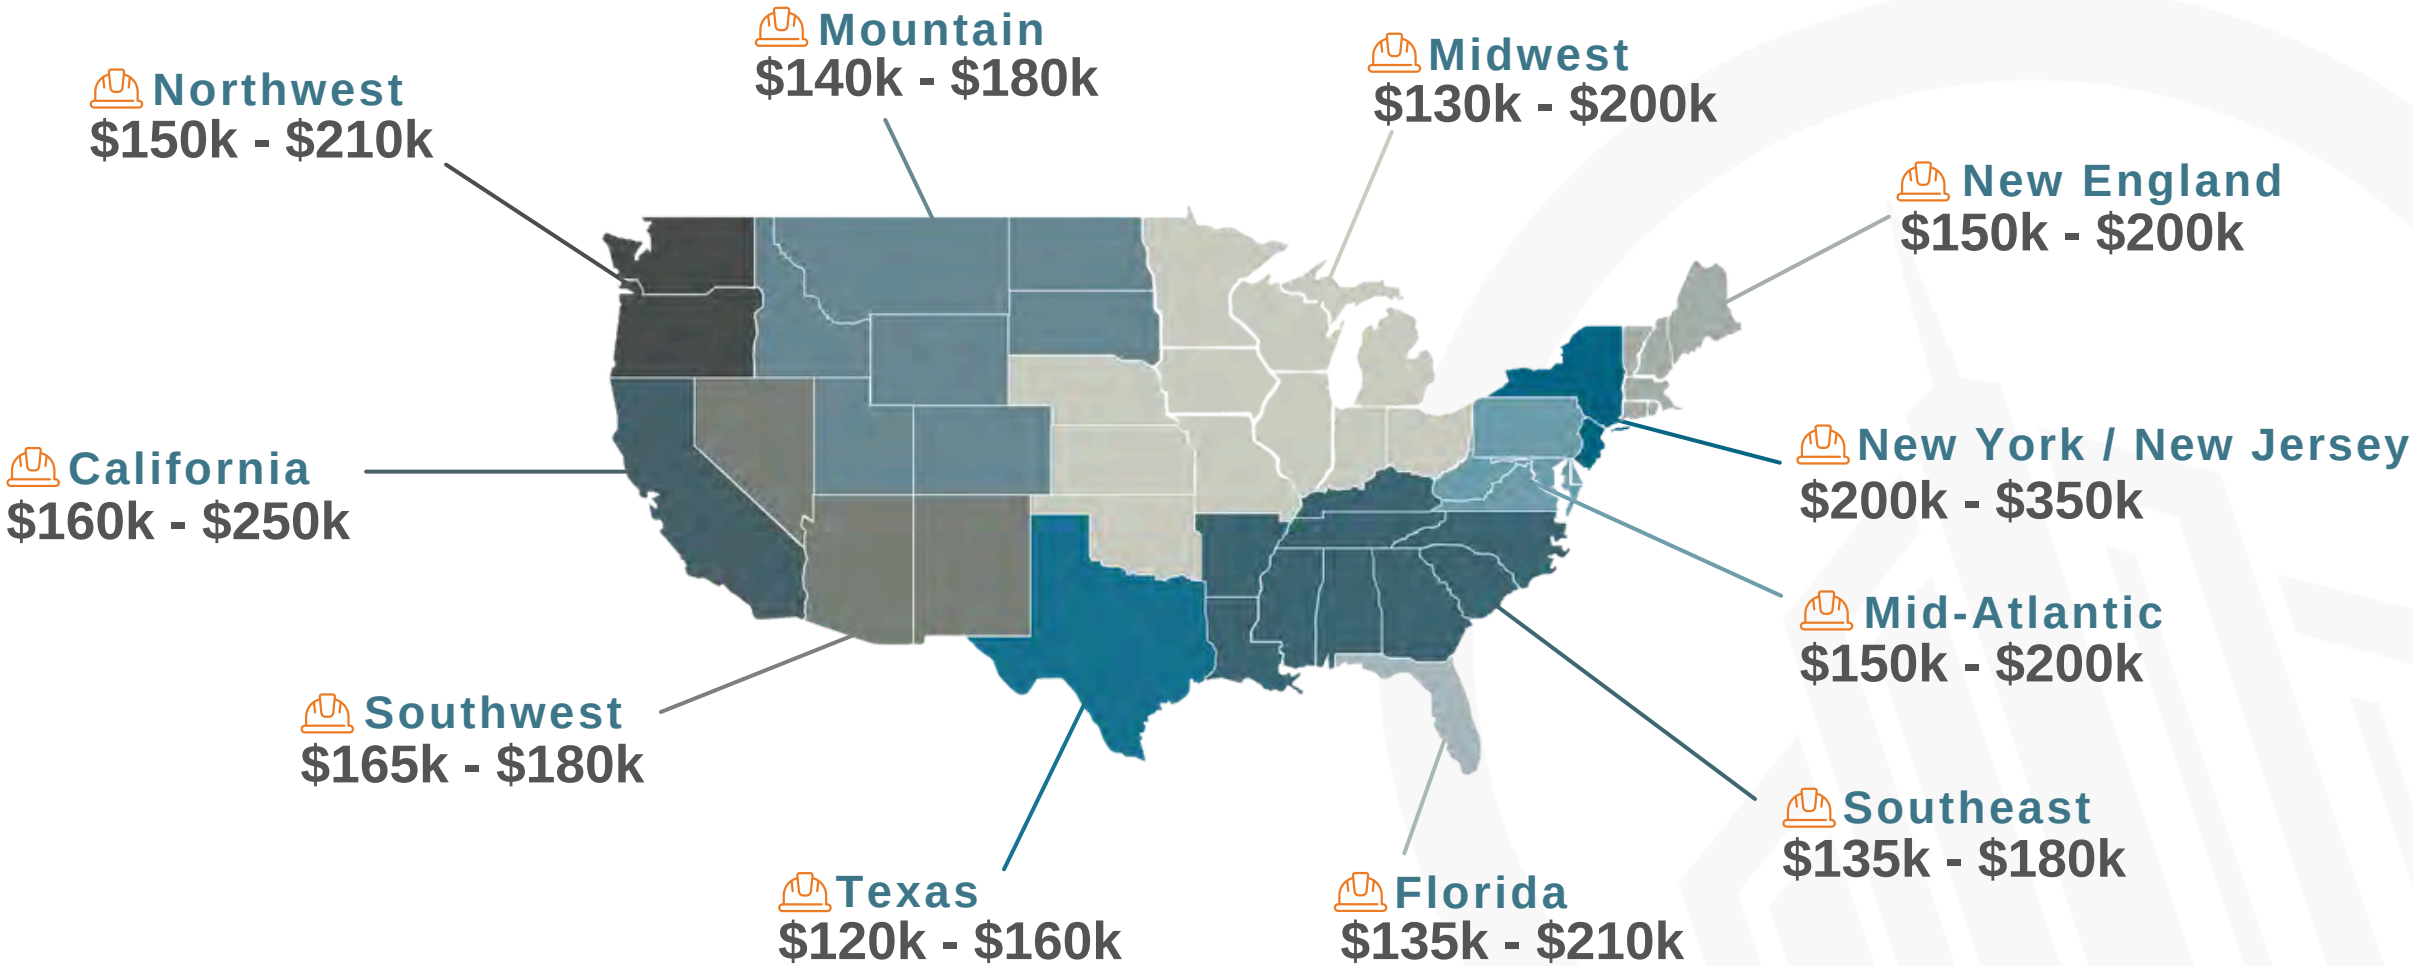 Mountain
$140k - $180k
Midwest
$130k - $200k
Northwest
$150k - $210k
New England
$150k - $200k
California
$160k - $250k
New York / New Jersey
$200k - $350k
Mid-Atlantic
$150k - $200k
Southwest
$165k - $180k
Southeast
$135k - $180k
Texas
$120k - $160k
Florida
$135k - $210k